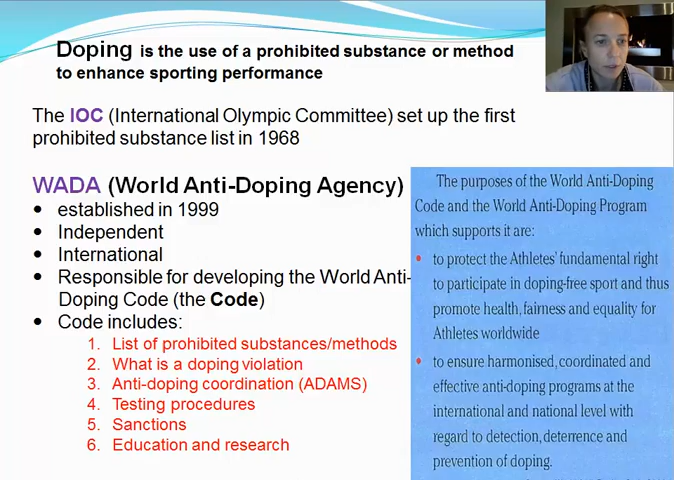 Doping is the use of a prohibited substance or method
to enhance sporting performance
The IOC (International Olympic Committee) set up the first
prohibited substance list in 1968
WADA (World Anti-Doping Agency)
• established in 1999
• Independent
• International
• Responsible for developing the World Anti-
Doping Code (the Code)
• Code includes:
1. List of prohibited substances/methods
2. What is a doping violation
3. Anti-doping coordination (ADAMS)
4. Testing procedures
5. Sanctions
6. Education and research
The purposes of the World Anti-Doping
Code and the World Anti-Doping Program
which supports it are:
• to protect the Athletes' fundamental right
to participate in doping-free sport and thus
promote health, fairness and equality for
Athletes worldwide
• to ensure harmonised, coordinated and
effective anti-doping programs at the
international and national level with
regard to detection, deterrence and
prevention of doping.